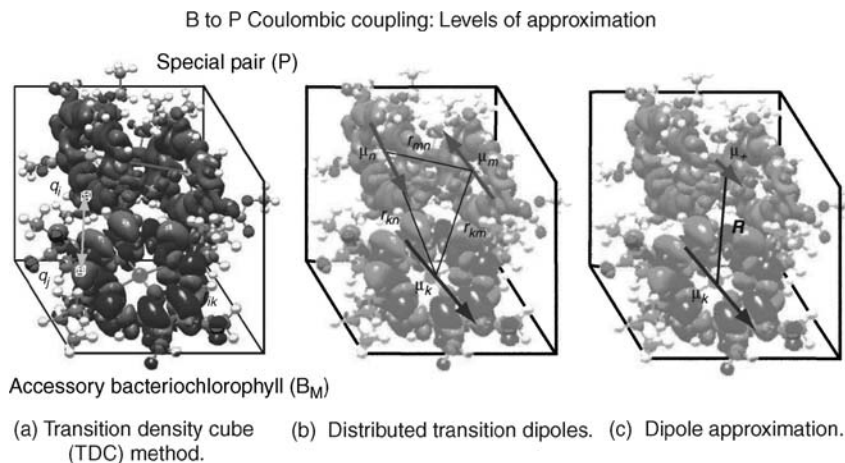 B to P Coulombic coupling: Levels of approximation
Special pair (P)
q_i
q_j
ik
μ_n
r_mn
μ_m
r_kn
r_km
μ_k
μ_+
R
μ_k
Accessory bacteriochlorophyll (B_M)
(a) Transition density cube (TDC) method.
(b) Distributed transition dipoles.
(c) Dipole approximation.